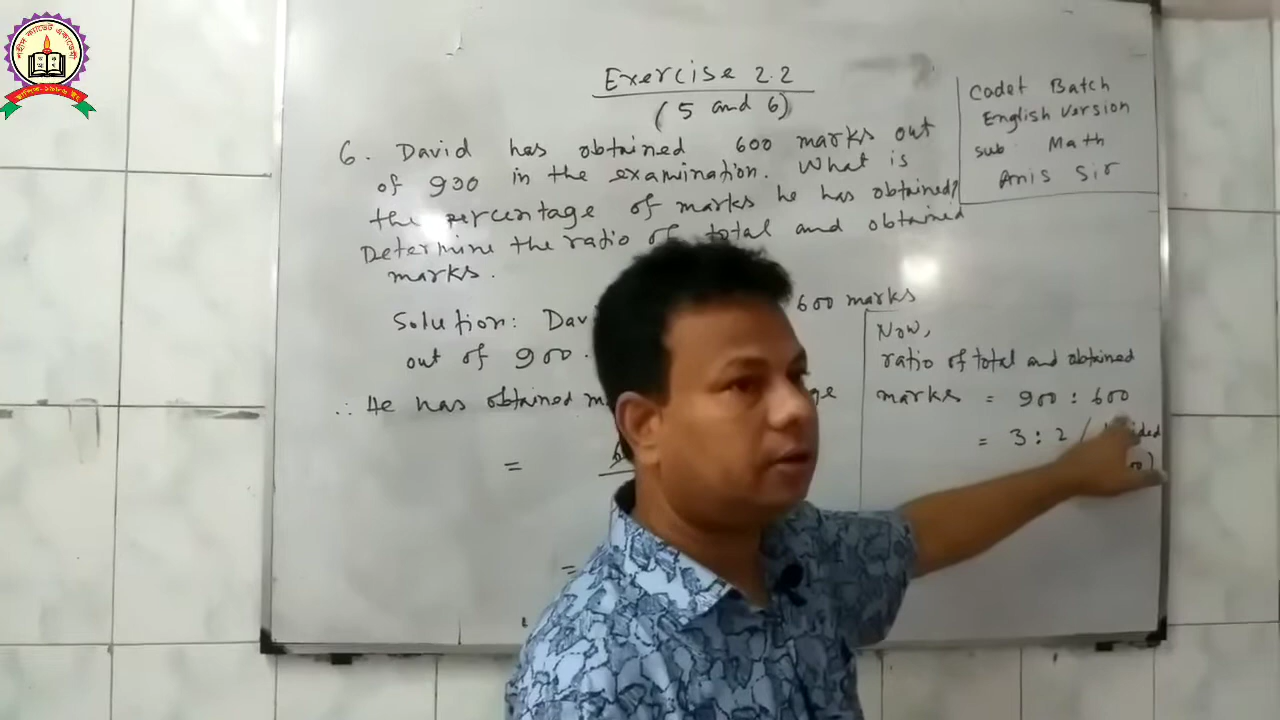 শহীদ ক্যাডেট একাডেমী
স্থাপিত-১৯৮৬ ইং
Exercise 2.2
(5 and 6)
Cadet Batch
English Version
sub Math
Anis Sir
6. David has obtained 600 marks out
of 900 in the examination. What is
the percentage of marks he has obtained?
Determine the ratio of total and obtained
marks.
Solution: 600 marks
out of 900.
∴ He has obtained
=
=
Now,
ratio of total and obtained
marks = 900 : 600
= 3 : 2 (